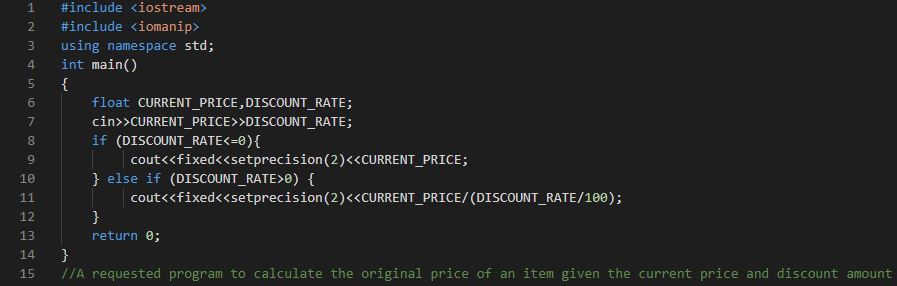 1 #include <iostream>
2 #include <iomanip>
3 using namespace std;
4 int main()
5 {
6 float CURRENT_PRICE,DISCOUNT_RATE;
7 cin>>CURRENT_PRICE>>DISCOUNT_RATE;
8 if (DISCOUNT_RATE<=0){
9 cout<<fixed<<setprecision(2)<<CURRENT_PRICE;
10 } else if (DISCOUNT_RATE>0) {
11 cout<<fixed<<setprecision(2)<<CURRENT_PRICE/(DISCOUNT_RATE/100);
12 }
13 return 0;
14 }
15 //A requested program to calculate the original price of an item given the current price and discount amount